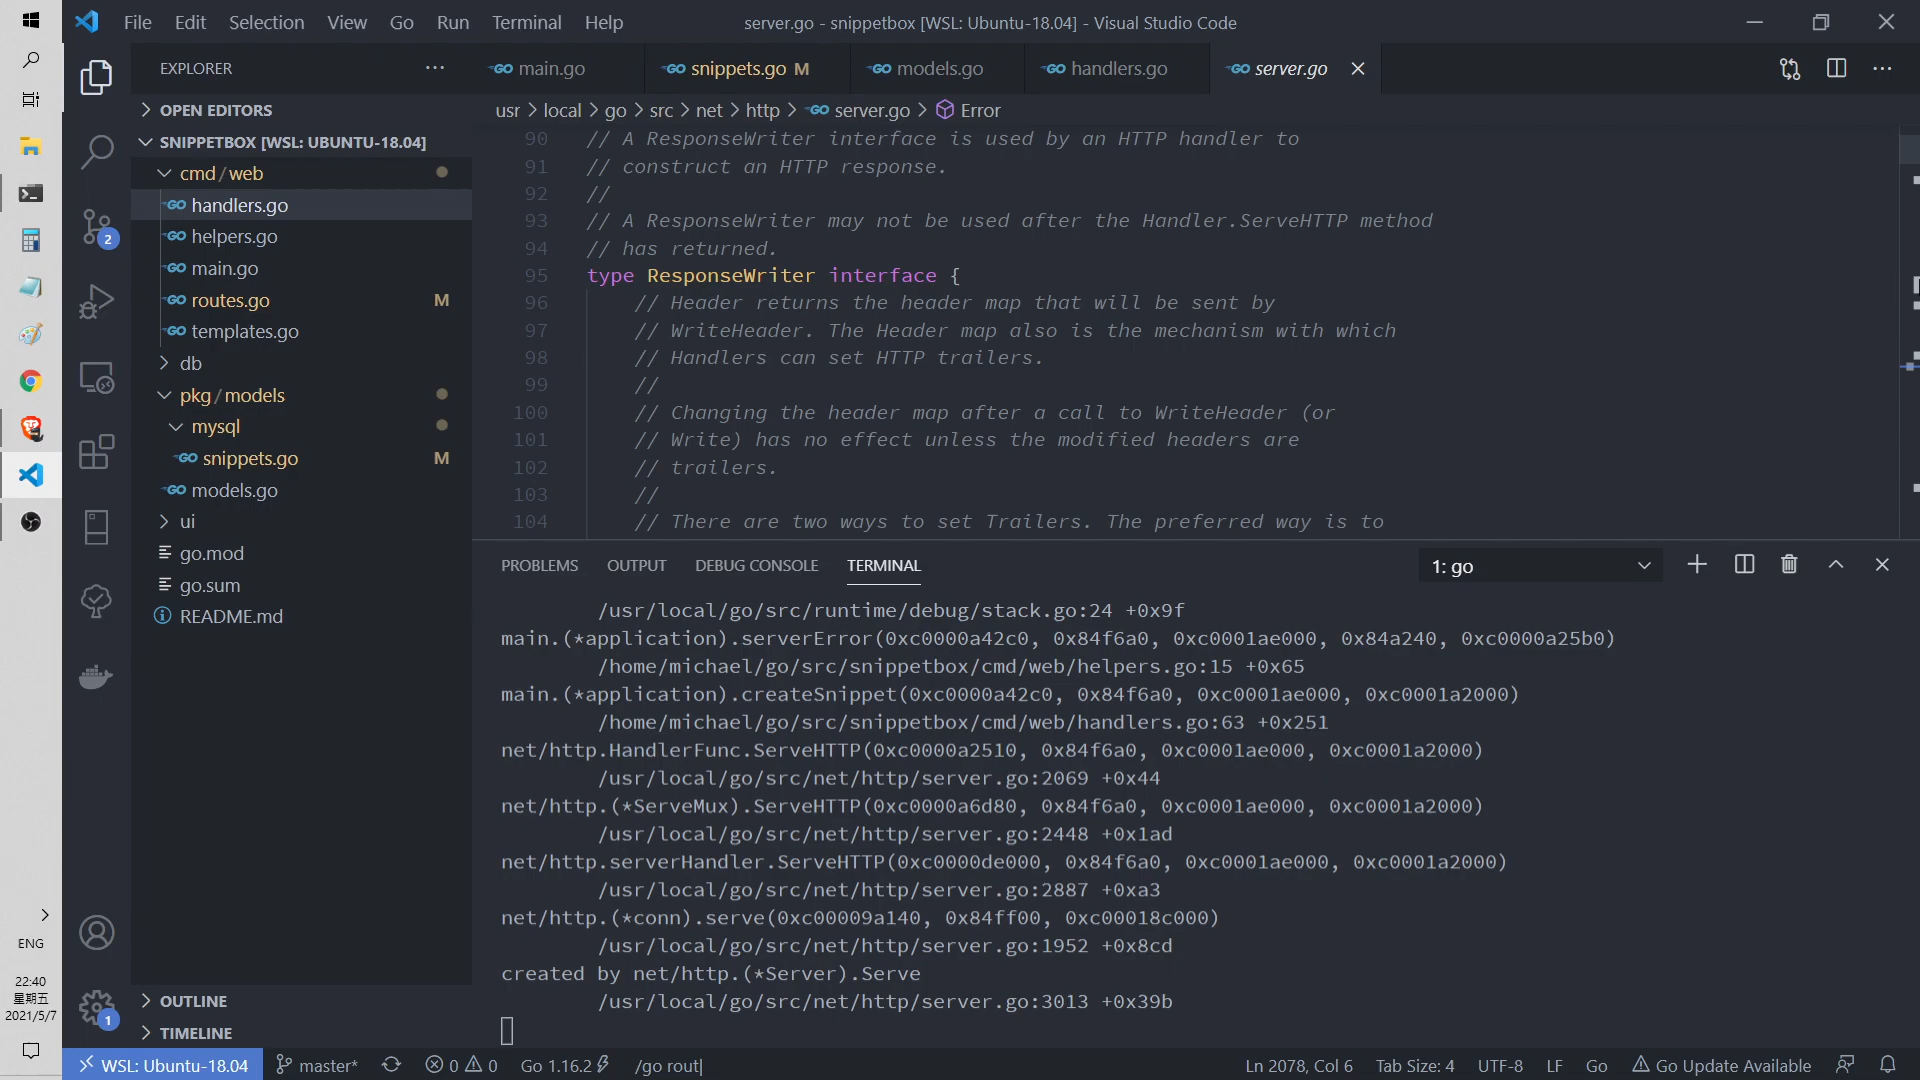 File Edit Selection View Go Run Terminal Help
server.go - snippetbox [WSL: Ubuntu-18.04] - Visual Studio Code
EXPLORER
main.go
snippets.go M
models.go
handlers.go
server.go
OPEN EDITORS
SNIPPETBOX [WSL: UBUNTU-18.04]
cmd / web
handlers.go
helpers.go
main.go
routes.go M
templates.go
db
pkg / models
mysql
snippets.go M
models.go
ui
go.mod
go.sum
README.md
OUTLINE
TIMELINE
2
1
usr > local > go > src > net > http > server.go > Error
90 // A ResponseWriter interface is used by an HTTP handler to
91 // construct an HTTP response.
92 //
93 // A ResponseWriter may not be used after the Handler.ServeHTTP method
94 // has returned.
95 type ResponseWriter interface {
96 // Header returns the header map that will be sent by
97 // WriteHeader. The Header map also is the mechanism with which
98 // Handlers can set HTTP trailers.
99 //
100 // Changing the header map after a call to WriteHeader (or
101 // Write) has no effect unless the modified headers are
102 // trailers.
103 //
104 // There are two ways to set Trailers. The preferred way is to
PROBLEMS OUTPUT DEBUG CONSOLE TERMINAL
1: go
/usr/local/go/src/runtime/debug/stack.go:24 +0x9f
main.(*application).serverError(0xc0000a42c0, 0x84f6a0, 0xc0001ae000, 0x84a240, 0xc0000a25b0)
/home/michael/go/src/snippetbox/cmd/web/helpers.go:15 +0x65
main.(*application).createSnippet(0xc0000a42c0, 0x84f6a0, 0xc0001ae000, 0xc0001a2000)
/home/michael/go/src/snippetbox/cmd/web/handlers.go:63 +0x251
net/http.HandlerFunc.ServeHTTP(0xc0000a2510, 0x84f6a0, 0xc0001ae000, 0xc0001a2000)
/usr/local/go/src/net/http/server.go:2069 +0x44
net/http.(*ServeMux).ServeHTTP(0xc0000a6d80, 0x84f6a0, 0xc0001ae000, 0xc0001a2000)
/usr/local/go/src/net/http/server.go:2448 +0x1ad
net/http.serverHandler.ServeHTTP(0xc0000de000, 0x84f6a0, 0xc0001ae000, 0xc0001a2000)
/usr/local/go/src/net/http/server.go:2887 +0xa3
net/http.(*conn).serve(0xc00009a140, 0x84ff00, 0xc00018c000)
/usr/local/go/src/net/http/server.go:1952 +0x8cd
created by net/http.(*Server).Serve
/usr/local/go/src/net/http/server.go:3013 +0x39b
ENG
22:40
星期五
2021/5/7
WSL: Ubuntu-18.04 master* 0 0 Go 1.16.2 /go rout| Ln 2078, Col 6 Tab Size: 4 UTF-8 LF Go Go Update Available